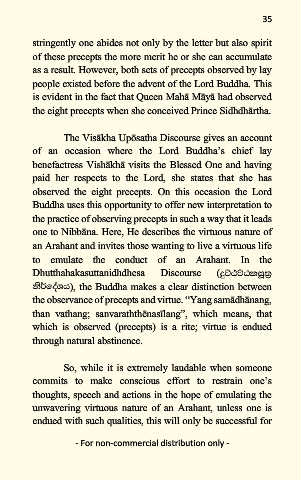 35
stringently one abides not only by the letter but also spirit
of these precepts the more merit he or she can accumulate
as a result. However, both sets of precepts observed by lay
people existed before the advent of the Lord Buddha. This
is evident in the fact that Queen Mahā Māyā had observed
the eight precepts when she conceived Prince Sidhdhārtha.
The Visākha Upōsatha Discourse gives an account
of an occasion where the Lord Buddha’s chief lay
benefactress Vishākhā visits the Blessed One and having
paid her respects to the Lord, she states that she has
observed the eight precepts. On this occasion the Lord
Buddha uses this opportunity to offer new interpretation to
the practice of observing precepts in such a way that it leads
one to Nibbāna. Here, He describes the virtuous nature of
an Arahant and invites those wanting to live a virtuous life
to emulate the conduct of an Arahant. In the
Dhutthahakasuttanidhdhesa Discourse
), the Buddha makes a clear distinction between
the observance of precepts and virtue. “Yang samādhānang,
than vathang; sanvaraththēnasīlang”, which means, that
which is observed (precepts) is a rite; virtue is endued
through natural abstinence.
So, while it is extremely laudable when someone
commits to make conscious effort to restrain one’s
thoughts, speech and actions in the hope of emulating the
unwavering virtuous nature of an Arahant, unless one is
endued with such qualities, this will only be successful for
- For non-commercial distribution only -